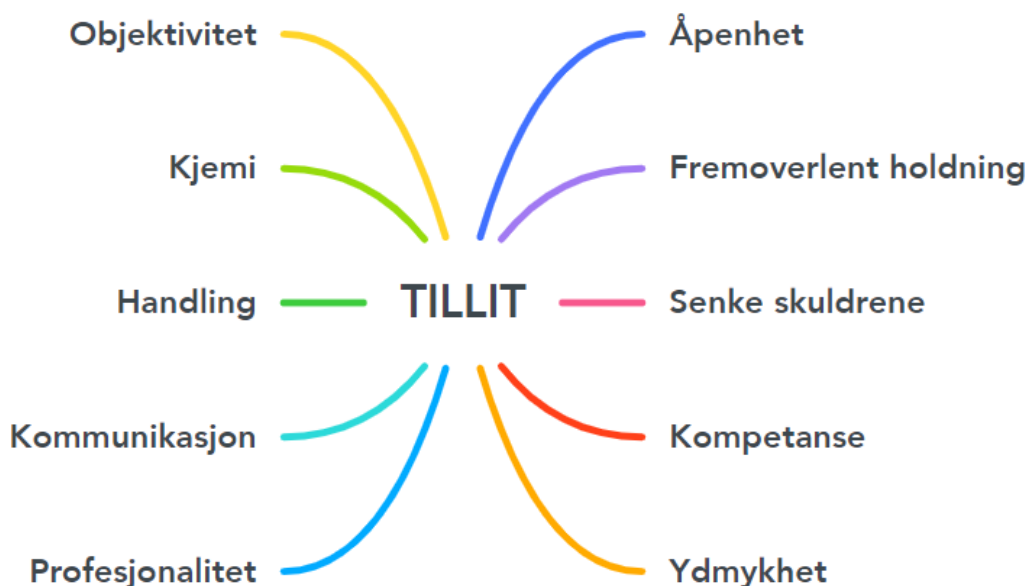 Objektivitet
Åpenhet
Kjemi
Fremoverlent holdning
Handling
TILLIT
Senke skuldrene
Kommunikasjon
Kompetanse
Profesjonalitet
Ydmykhet